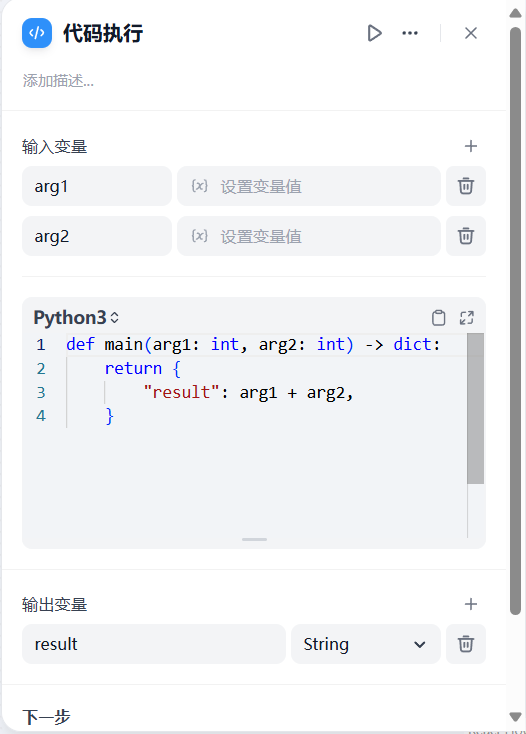 代码执行
添加描述...
输入变量
arg1 {x} 设置变量值
arg2 {x} 设置变量值
Python3
1 def main(arg1: int, arg2: int) -> dict:
2     return {
3         "result": arg1 + arg2,
4     }
输出变量
result String
下一步